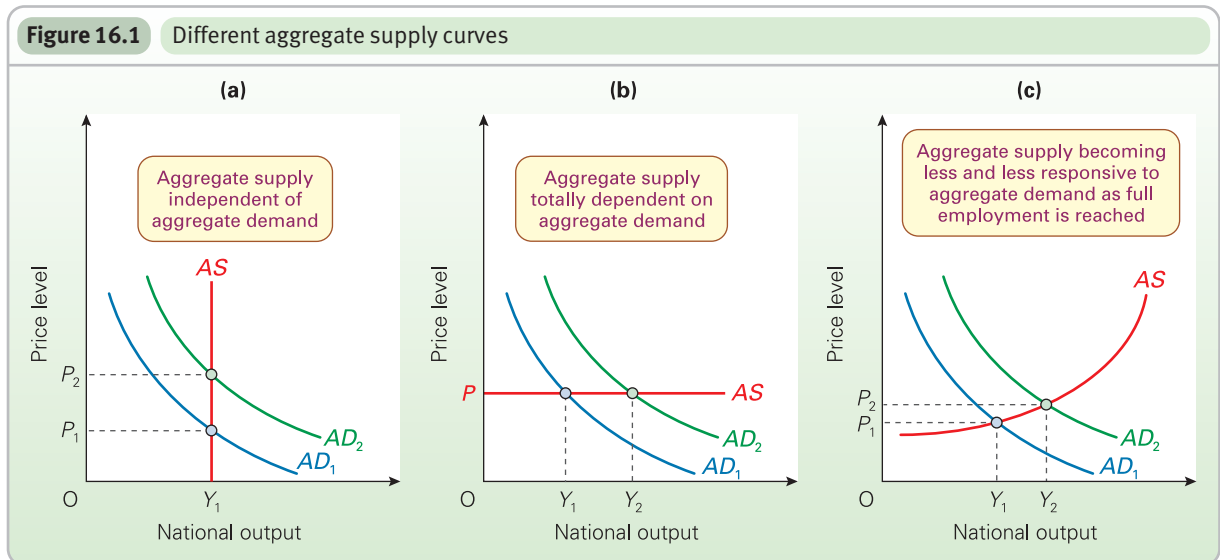 Figure 16.1 Different aggregate supply curves
(a)
Aggregate supply
independent of
aggregate demand
Price level
AS
P₂
P₁
AD₂
AD₁
O
Y₁
National output
(b)
Aggregate supply
totally dependent on
aggregate demand
Price level
P
AS
AD₂
AD₁
O
Y₁
Y₂
National output
(c)
Aggregate supply becoming
less and less responsive to
aggregate demand as full
employment is reached
Price level
AS
P₂
P₁
AD₂
AD₁
O
Y₁
Y₂
National output